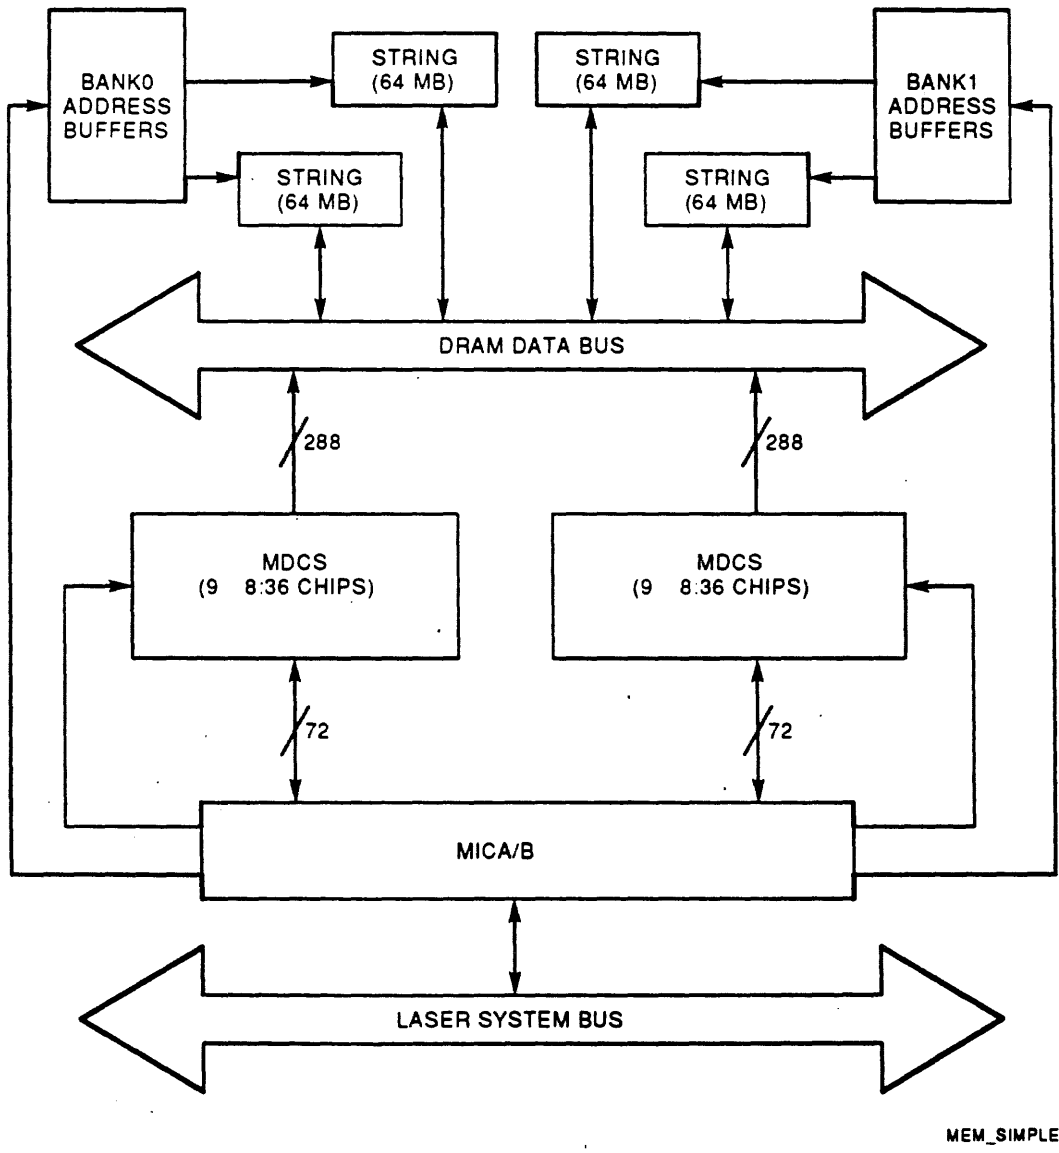 BANK0
ADDRESS
BUFFERS
STRING
(64 MB)
STRING
(64 MB)
BANK1
ADDRESS
BUFFERS
STRING
(64 MB)
STRING
(64 MB)
DRAM DATA BUS
288
288
MDCS
(9 8:36 CHIPS)
MDCS
(9 8:36 CHIPS)
72
72
MICA/B
LASER SYSTEM BUS
MEM_SIMPLE